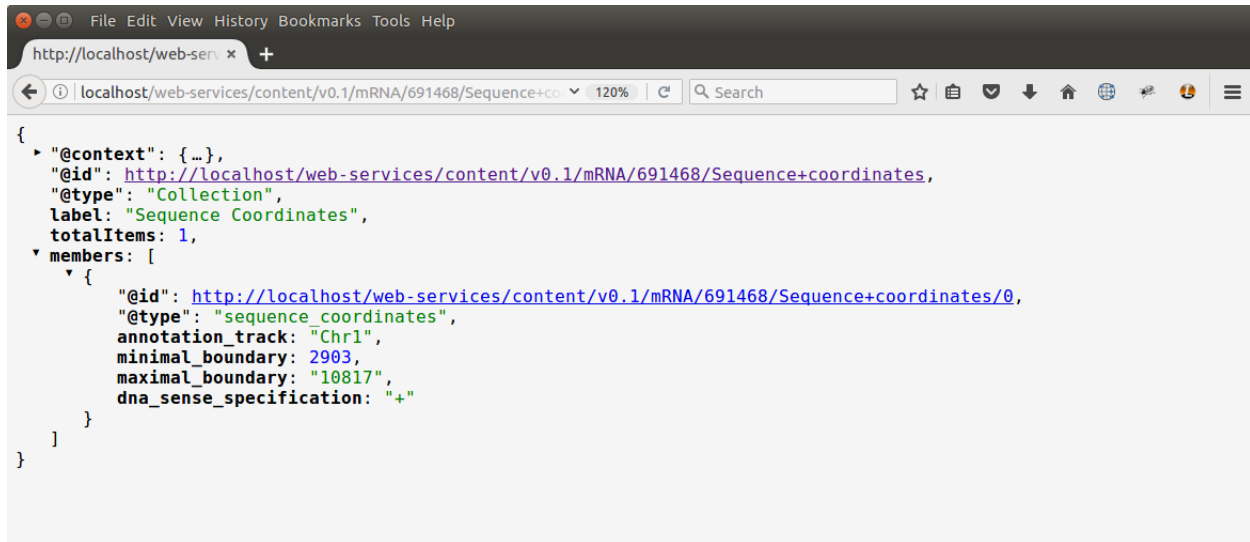 File Edit View History Bookmarks Tools Help
http://localhost/web-serv
localhost/web-services/content/v0.1/mRNA/691468/Sequence+co 120% Search
{
"@context": {…},
"@id": http://localhost/web-services/content/v0.1/mRNA/691468/Sequence+coordinates,
"@type": "Collection",
label: "Sequence Coordinates",
totalItems: 1,
members: [
{
"@id": http://localhost/web-services/content/v0.1/mRNA/691468/Sequence+coordinates/0,
"@type": "sequence_coordinates",
annotation_track: "Chr1",
minimal_boundary: 2903,
maximal_boundary: "10817",
dna_sense_specification: "+"
}
]
}